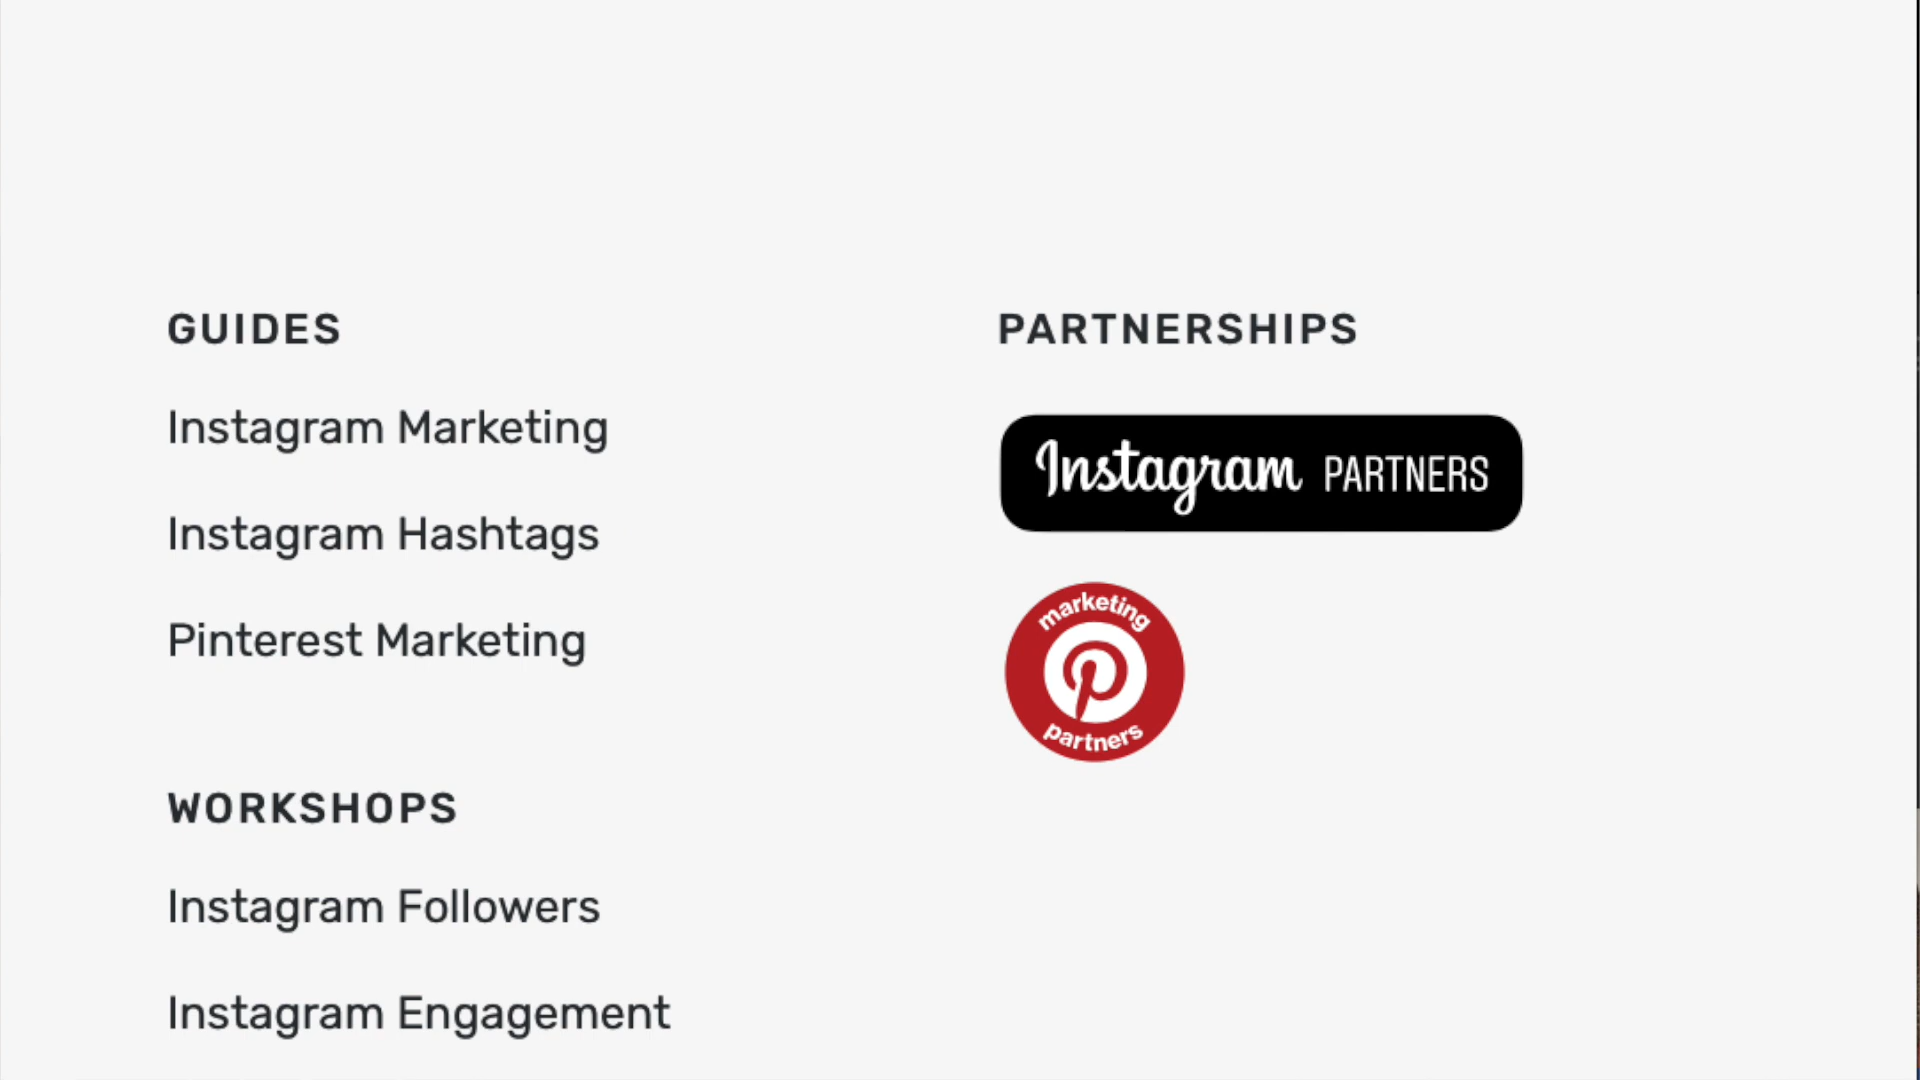 GUIDES
Instagram Marketing
Instagram Hashtags
Pinterest Marketing
WORKSHOPS
Instagram Followers
Instagram Engagement
PARTNERSHIPS
Instagram PARTNERS
marketing
partners